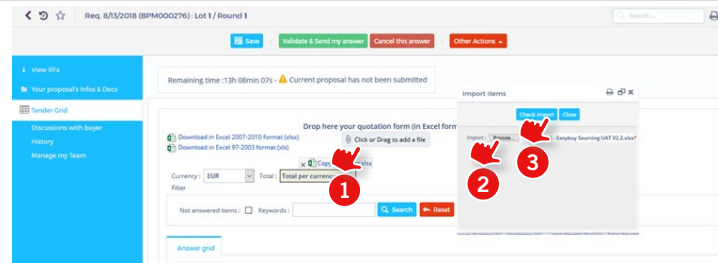 Req. 8/13/2018 (BPM000276) : Lot 1 / Round 1
Search ...
Save
Validate & Send my answer
Cancel this answer
Other Actions
View RFx
Your proposal's Infos & Docs
Tender Grid
Discussions with buyer
History
Manage my Team
Remaining time :13h 08min 07s - Current proposal has not been submitted
Drop here your quotation form (in Excel form
Download in Excel 2007-2010 format (xlsx)
Download in Excel 97-2003 format (xls)
Click or Drag to add a file
Copy
xlsx
Currency : EUR
Total : Total per currency
Filter
Not answered items :
Keywords :
Search
Reset
Answer grid
Import items
Check import
Close
Import : Browse
Easybuy Sourcing UAT V2.2.xlsx*
1
2
3